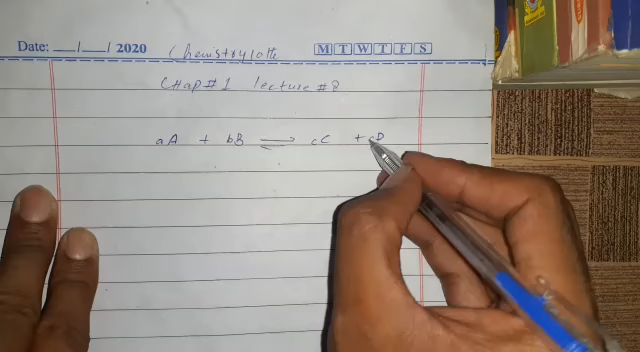 Date: __/__/ 2020 Chemistry 10th M T W T F S
CHap#1 lecture #8
aA + bB ⇌ cC + dD